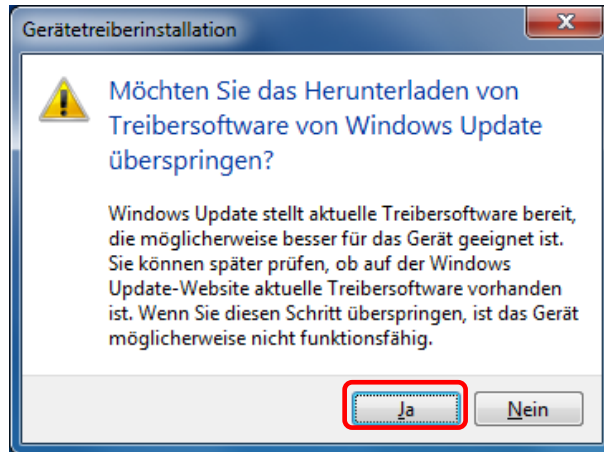 Gerätetreiberinstallation
Möchten Sie das Herunterladen von
Treibersoftware von Windows Update
überspringen?
Windows Update stellt aktuelle Treibersoftware bereit,
die möglicherweise besser für das Gerät geeignet ist.
Sie können später prüfen, ob auf der Windows
Update-Website aktuelle Treibersoftware vorhanden
ist. Wenn Sie diesen Schritt überspringen, ist das Gerät
möglicherweise nicht funktionsfähig.
Ja Nein